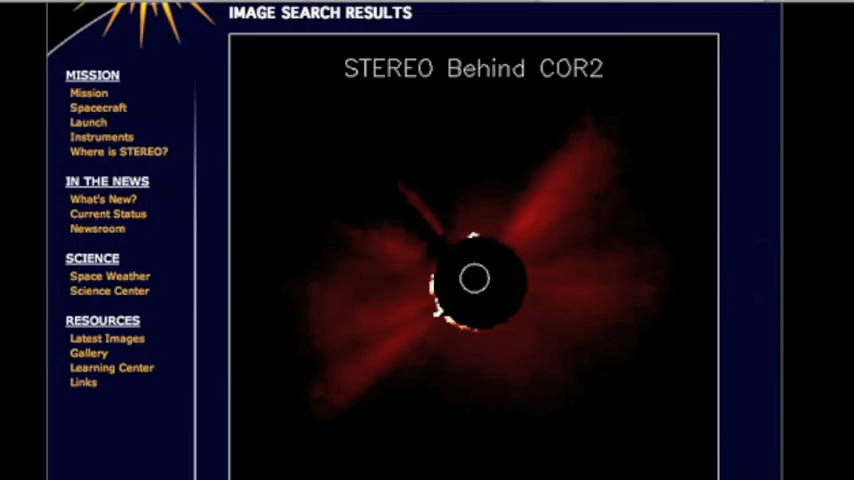 IMAGE SEARCH RESULTS
STEREO Behind COR2
MISSION
Mission
Spacecraft
Launch
Instruments
Where is STEREO?
IN THE NEWS
What's New?
Current Status
Newsroom
SCIENCE
Space Weather
Science Center
RESOURCES
Latest Images
Gallery
Learning Center
Links